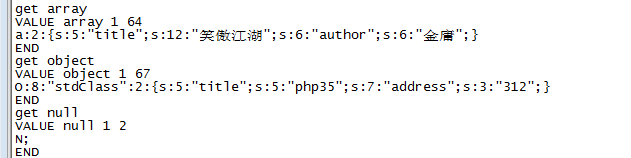 get array
VALUE array 1 64
a:2:{s:5:"title";s:12:"笑傲江湖";s:6:"author";s:6:"金庸";}
END
get object
VALUE object 1 67
O:8:"stdClass":2:{s:5:"title";s:5:"php35";s:7:"address";s:3:"312";}
END
get null
VALUE null 1 2
N;
END